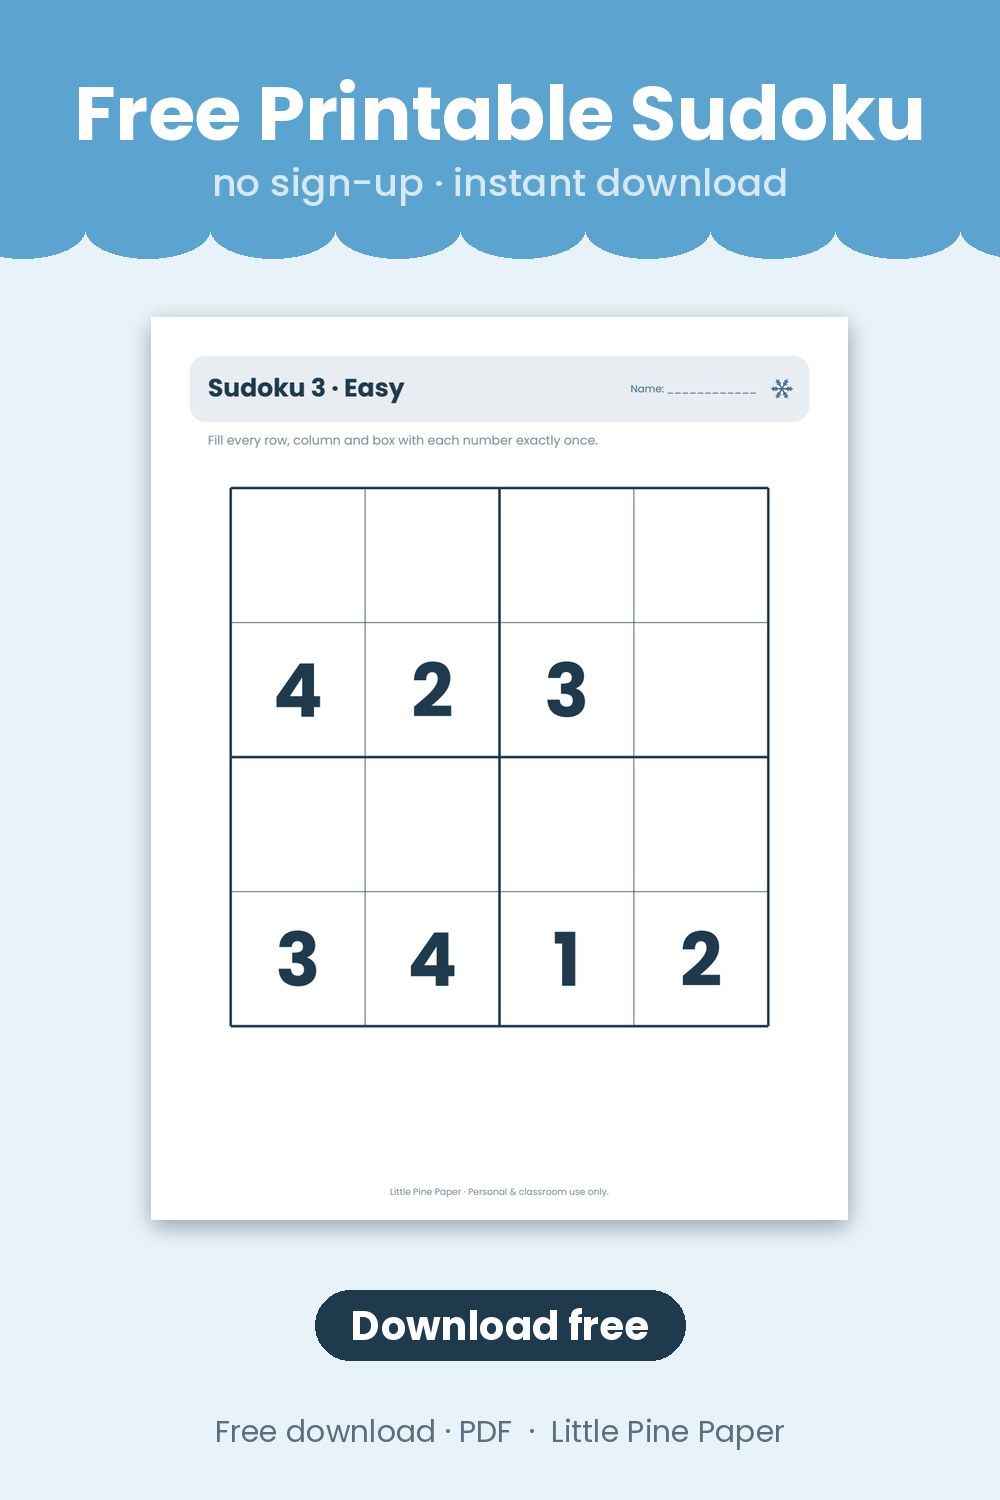 Free Printable Sudoku
no sign-up · instant download
Sudoku 3 · Easy
Name: ____________
Fill every row, column and box with each number exactly once.
4 2 3
3 4 1 2
Little Pine Paper · Personal & classroom use only.
Download free
Free download · PDF · Little Pine Paper